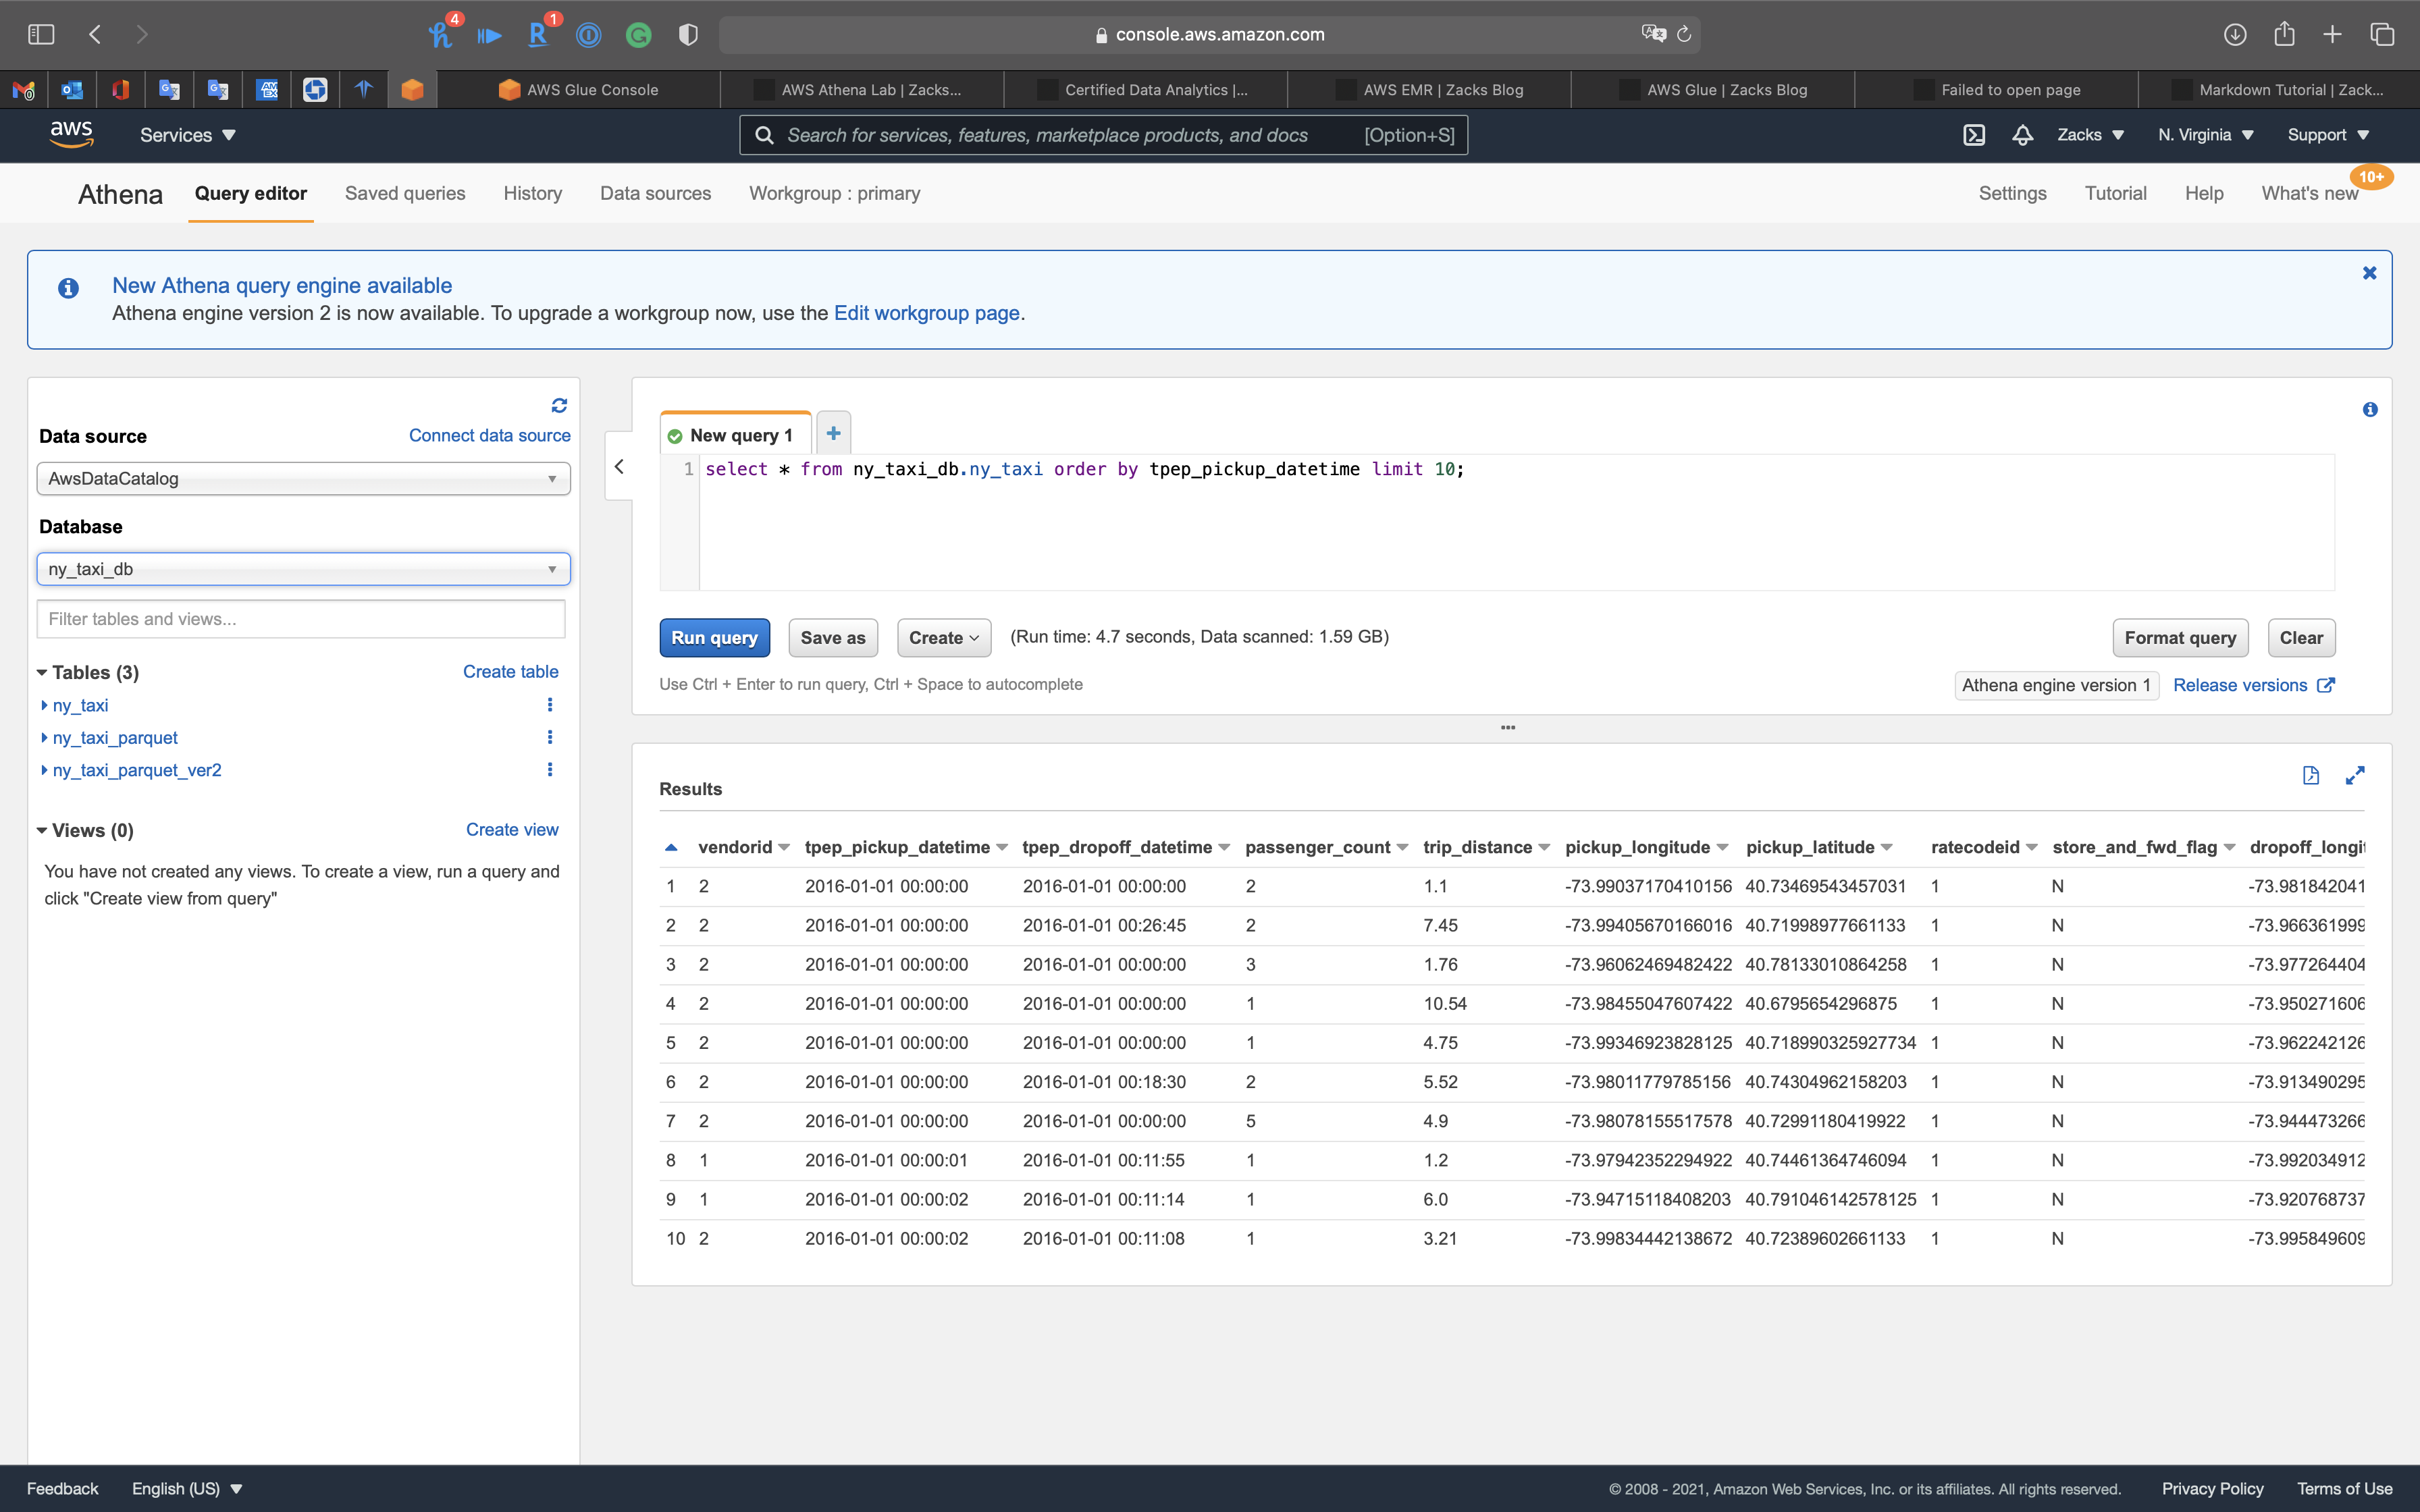 4
1
console.aws.amazon.com
AWS Glue Console
AWS Athena Lab | Zacks...
Certified Data Analytics |...
AWS EMR | Zacks Blog
AWS Glue | Zacks Blog
Failed to open page
Markdown Tutorial | Zack...
aws
Services
Search for services, features, marketplace products, and docs [Option+S]
Zacks
N. Virginia
Support
Athena
Query editor
Saved queries
History
Data sources
Workgroup : primary
Settings
Tutorial
Help
What's new
10+
New Athena query engine available
Athena engine version 2 is now available. To upgrade a workgroup now, use the Edit workgroup page.
Data source
Connect data source
AwsDataCatalog
Database
ny_taxi_db
Filter tables and views...
Tables (3)
Create table
ny_taxi
ny_taxi_parquet
ny_taxi_parquet_ver2
Views (0)
Create view
You have not created any views. To create a view, run a query and
click "Create view from query"
New query 1
1 select * from ny_taxi_db.ny_taxi order by tpep_pickup_datetime limit 10;
Run query
Save as
Create
(Run time: 4.7 seconds, Data scanned: 1.59 GB)
Format query
Clear
Use Ctrl + Enter to run query, Ctrl + Space to autocomplete
Athena engine version 1
Release versions
Results
vendorid tpep_pickup_datetime tpep_dropoff_datetime passenger_count trip_distance pickup_longitude pickup_latitude ratecodeid store_and_fwd_flag dropoff_longit
1 2 2016-01-01 00:00:00 2016-01-01 00:00:00 2 1.1 -73.99037170410156 40.73469543457031 1 N -73.981842041
2 2 2016-01-01 00:00:00 2016-01-01 00:26:45 2 7.45 -73.99405670166016 40.71998977661133 1 N -73.966361999
3 2 2016-01-01 00:00:00 2016-01-01 00:00:00 3 1.76 -73.96062469482422 40.78133010864258 1 N -73.977264404
4 2 2016-01-01 00:00:00 2016-01-01 00:00:00 1 10.54 -73.98455047607422 40.6795654296875 1 N -73.950271606
5 2 2016-01-01 00:00:00 2016-01-01 00:00:00 1 4.75 -73.99346923828125 40.718990325927734 1 N -73.962242126
6 2 2016-01-01 00:00:00 2016-01-01 00:18:30 2 5.52 -73.98011779785156 40.74304962158203 1 N -73.913490295
7 2 2016-01-01 00:00:00 2016-01-01 00:00:00 5 4.9 -73.98078155517578 40.72991180419922 1 N -73.944473266
8 1 2016-01-01 00:00:01 2016-01-01 00:11:55 1 1.2 -73.97942352294922 40.74461364746094 1 N -73.992034912
9 1 2016-01-01 00:00:02 2016-01-01 00:11:14 1 6.0 -73.94715118408203 40.791046142578125 1 N -73.920768737
10 2 2016-01-01 00:00:02 2016-01-01 00:11:08 1 3.21 -73.99834442138672 40.72389602661133 1 N -73.995849609
Feedback
English (US)
© 2008 - 2021, Amazon Web Services, Inc. or its affiliates. All rights reserved.
Privacy Policy
Terms of Use